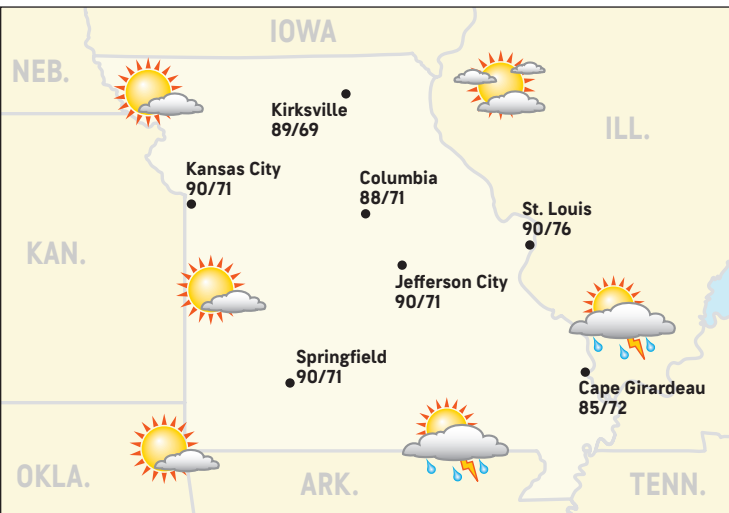 IOWA
NEB.
Kirksville
89/69
ILL.
Kansas City
90/71
Columbia
88/71
St. Louis
90/76
KAN.
Jefferson City
90/71
Springfield
90/71
Cape Girardeau
85/72
OKLA.
ARK.
TENN.